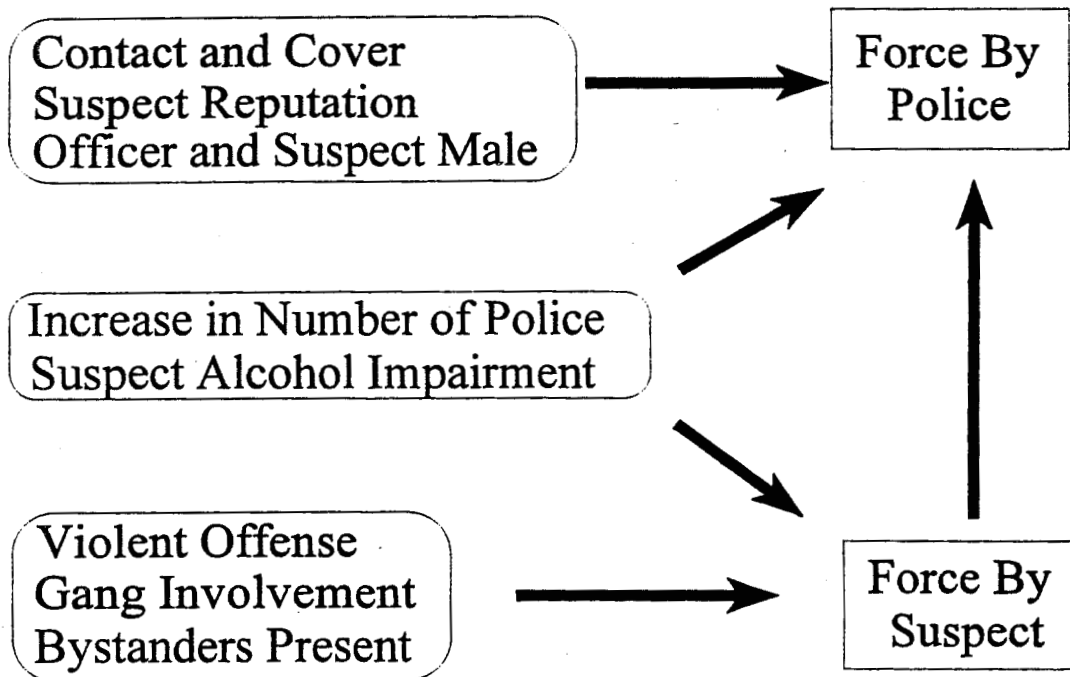 Contact and Cover
Suspect Reputation
Officer and Suspect Male
Force By
Police
Increase in Number of Police
Suspect Alcohol Impairment
Violent Offense
Gang Involvement
Bystanders Present
Force By
Suspect